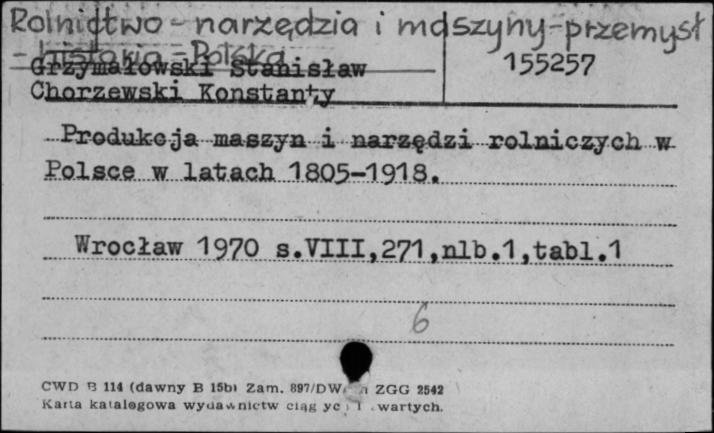 Rolnictwo - narzędzia i maszyny - przemysł
- historia - Polska
Grzymałowski Stanisław
155257
Chorzewski Konstanty
Produkcja maszyn i narzędzi rolniczych w
Polsce w latach 1805-1918.
Wrocław 1970 s.VIII,271,nlb.1,tabl.1
6
CWD B 114 (dawny B 15b) Zam. 897/DW ZGG 2542
Karta katalogowa wydawnictw